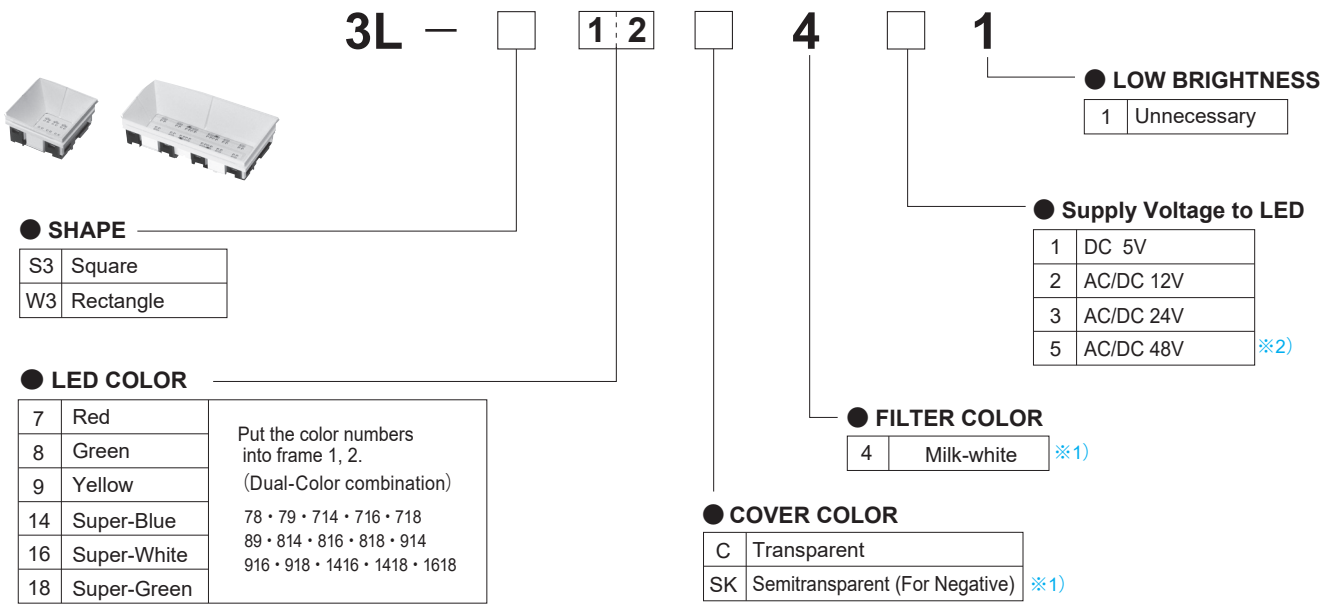 3L － □ 1 2 □ 4 □ 1
● LOW BRIGHTNESS
1 Unnecessary
● Supply Voltage to LED
1 DC 5V
2 AC/DC 12V
3 AC/DC 24V
5 AC/DC 48V ※2）
● SHAPE
S3 Square
W3 Rectangle
● LED COLOR
7 Red
8 Green
9 Yellow
14 Super-Blue
16 Super-White
18 Super-Green
Put the color numbers
into frame 1, 2.
（Dual-Color combination）
78・79・714・716・718
89・814・816・818・914
916・918・1416・1418・1618
● FILTER COLOR
4 Milk-white ※1）
● COVER COLOR
C Transparent
SK Semitransparent (For Negative) ※1）